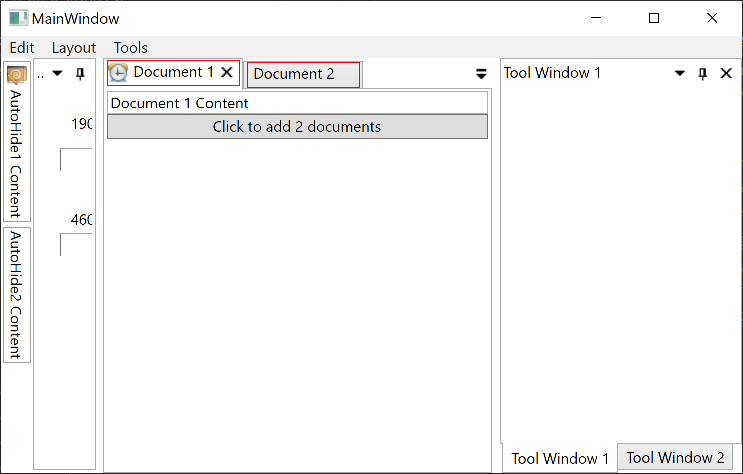 MainWindow
Edit Layout Tools
AutoHide1 Content
AutoHide2 Content
..
190
460
Document 1
Document 2
Document 1 Content
Click to add 2 documents
Tool Window 1
Tool Window 1
Tool Window 2